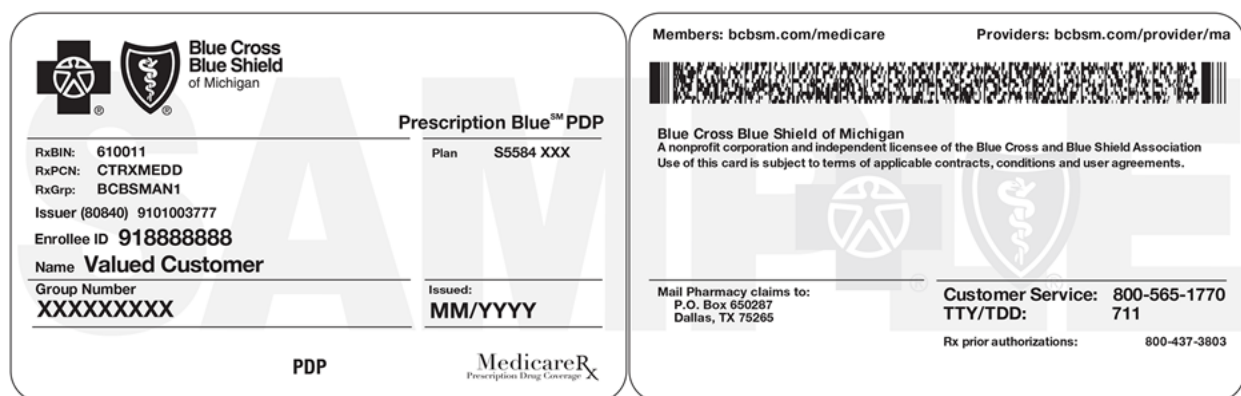 Blue Cross
Blue Shield
of Michigan
® ®
Prescription Blue℠ PDP
RxBIN: 610011
RxPCN: CTRXMEDD
RxGrp: BCBSMAN1
Issuer (80840) 9101003777
Enrollee ID 918888888
Name Valued Customer
Plan S5584 XXX
Group Number
XXXXXXXXX
Issued:
MM/YYYY
PDP
MedicareRx
Prescription Drug Coverage
Members: bcbsm.com/medicare Providers: bcbsm.com/provider/ma
Blue Cross Blue Shield of Michigan
A nonprofit corporation and independent licensee of the Blue Cross and Blue Shield Association
Use of this card is subject to terms of applicable contracts, conditions and user agreements.
® ®
Mail Pharmacy claims to:
P.O. Box 650287
Dallas, TX 75265
Customer Service: 800-565-1770
TTY/TDD: 711
Rx prior authorizations: 800-437-3803
SAMPLE